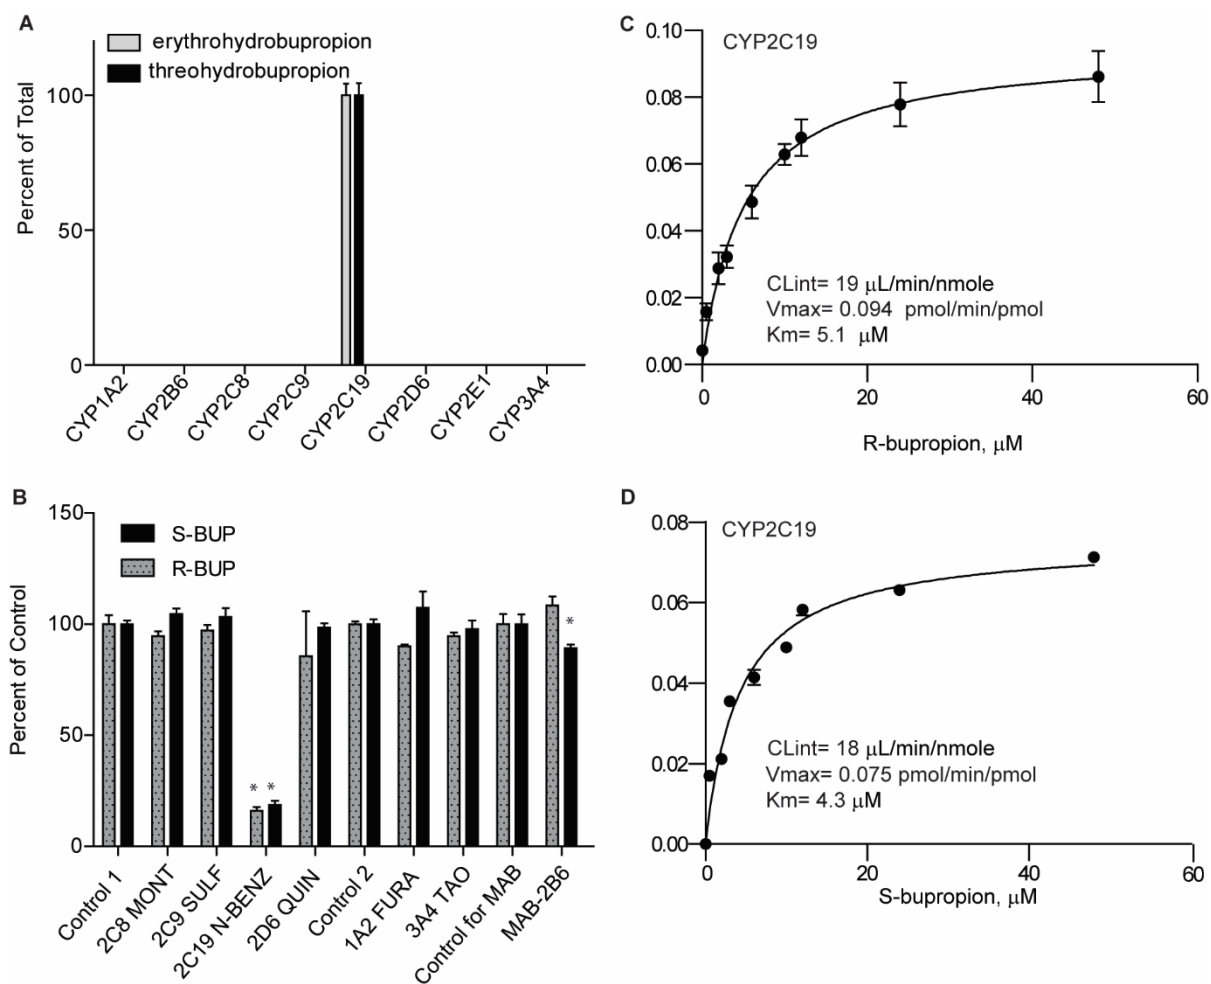 A
erythrohydrobupropion
threohydrobupropion
Percent of Total
100
50
0
CYP1A2
CYP2B6
CYP2C8
CYP2C9
CYP2C19
CYP2D6
CYP2E1
CYP3A4
B
S-BUP
R-BUP
Percent of Control
150
100
50
0
* *
*
Control 1
2C8 MONT
2C9 SULF
2C19 N-BENZ
2D6 QUIN
Control 2
1A2 FURA
3A4 TAO
Control for MAB
MAB-2B6
C
CYP2C19
0.10
0.08
0.06
0.04
0.02
0.00
CLint= 19 μL/min/nmole
Vmax= 0.094 pmol/min/pmol
Km= 5.1 μM
0 20 40 60
R-bupropion, μM
D
CYP2C19
0.08
0.06
0.04
0.02
0.00
CLint= 18 μL/min/nmole
Vmax= 0.075 pmol/min/pmol
Km= 4.3 μM
0 20 40 60
S-bupropion, μM